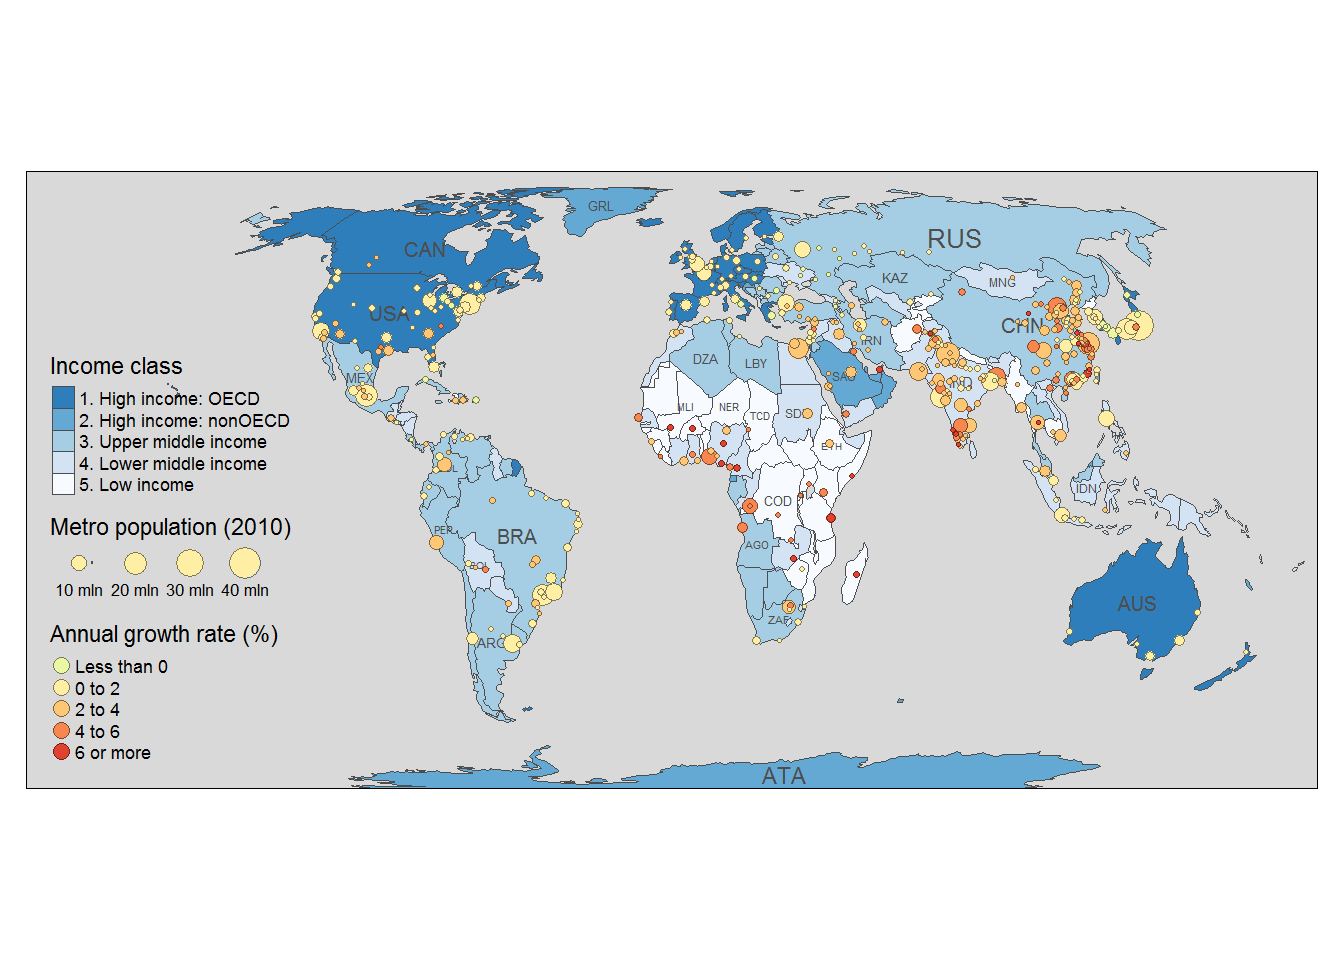 GRL
CAN
RUS
KAZ
MNG
USA
CHN
IRN
DZA
LBY
SAU
MEX
IND
MLI
NER
TCD
SDN
ETH
COL
COD
IDN
PER
BRA
AGO
BOL
AUS
ZAF
ARG
ATA
Income class
1. High income: OECD
2. High income: nonOECD
3. Upper middle income
4. Lower middle income
5. Low income
Metro population (2010)
10 mln 20 mln 30 mln 40 mln
Annual growth rate (%)
Less than 0
0 to 2
2 to 4
4 to 6
6 or more